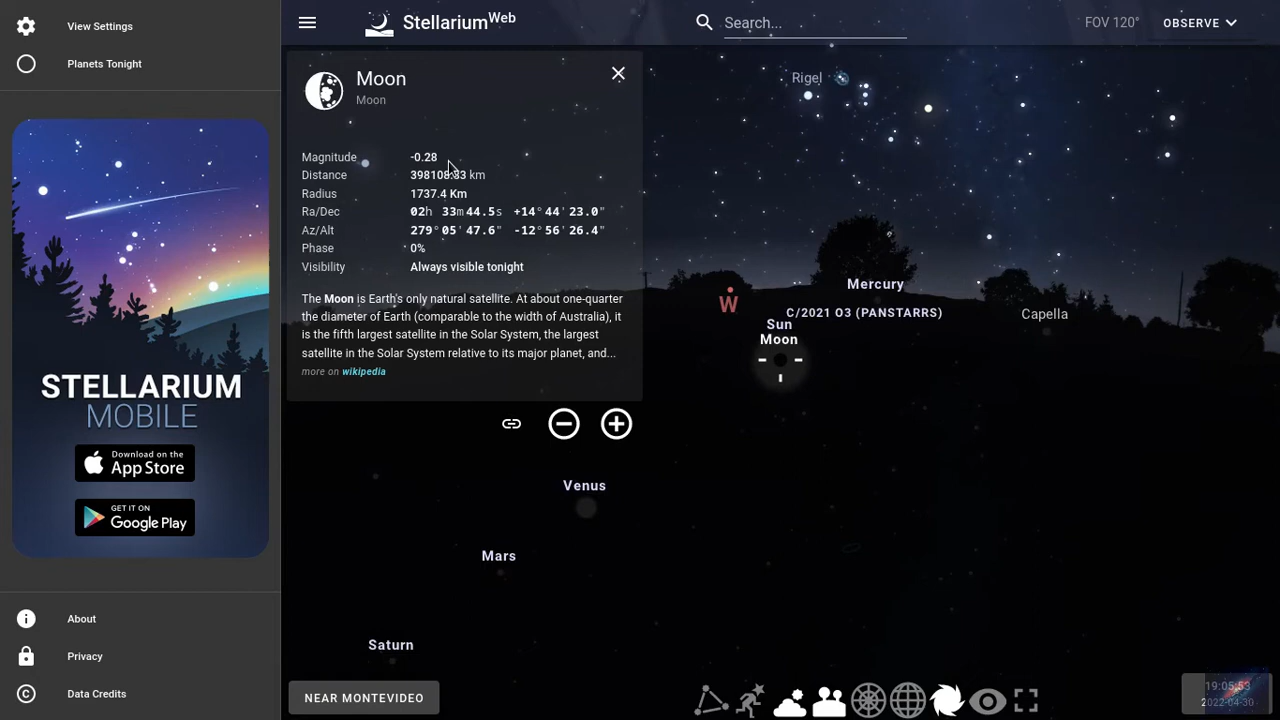 View Settings
Planets Tonight
STELLARIUM
MOBILE
Download on the
App Store
GET IT ON
Google Play
About
Privacy
Data Credits
StellariumWeb
Search...
FOV 120°
OBSERVE
Moon
Moon
Magnitude -0.28
Distance 398108.33 km
Radius 1737.4 Km
Ra/Dec 02h 33m 44.5s +14°44'23.0"
Az/Alt 279°05'47.6" -12°56'26.4"
Phase 0%
Visibility Always visible tonight
The Moon is Earth's only natural satellite. At about one-quarter
the diameter of Earth (comparable to the width of Australia), it
is the fifth largest satellite in the Solar System, the largest
satellite in the Solar System relative to its major planet, and...
more on wikipedia
Rigel
Mercury
W
C/2021 O3 (PANSTARRS)
Capella
Sun
Moon
Venus
Mars
Saturn
NEAR MONTEVIDEO
19:05:53
2022-04-30